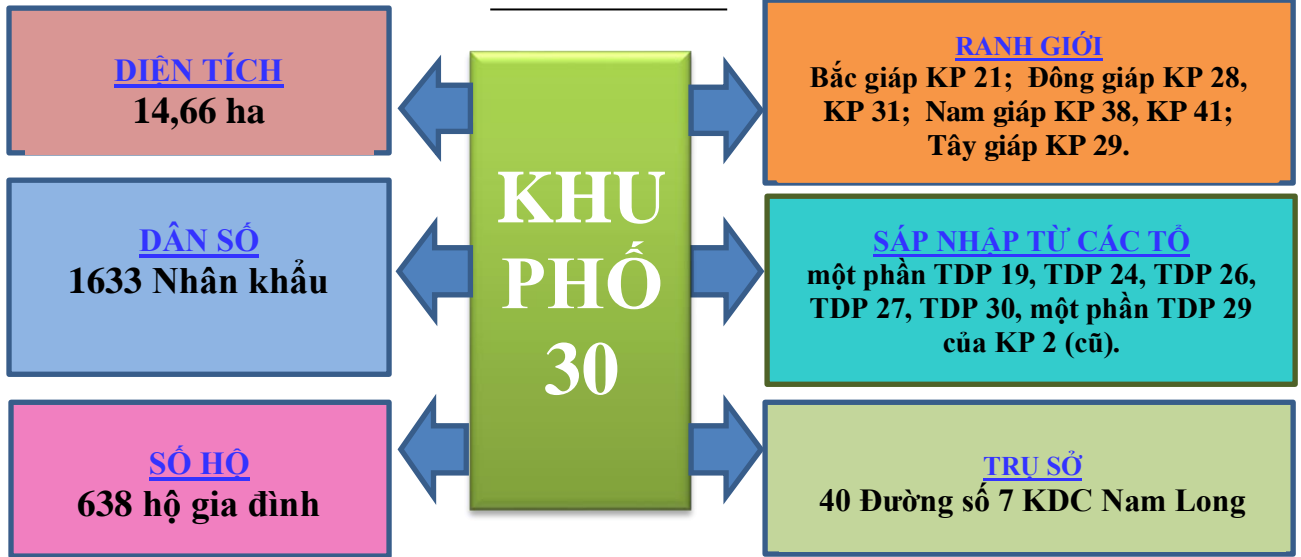 DIỆN TÍCH
14,66 ha
DÂN SỐ
1633 Nhân khẩu
SỐ HỘ
638 hộ gia đình
KHU
PHỐ
30
RANH GIỚI
Bắc giáp KP 21; Đông giáp KP 28,
KP 31; Nam giáp KP 38, KP 41;
Tây giáp KP 29.
SÁP NHẬP TỪ CÁC TỔ
một phần TDP 19, TDP 24, TDP 26,
TDP 27, TDP 30, một phần TDP 29
của KP 2 (cũ).
TRỤ SỞ
40 Đường số 7 KDC Nam Long